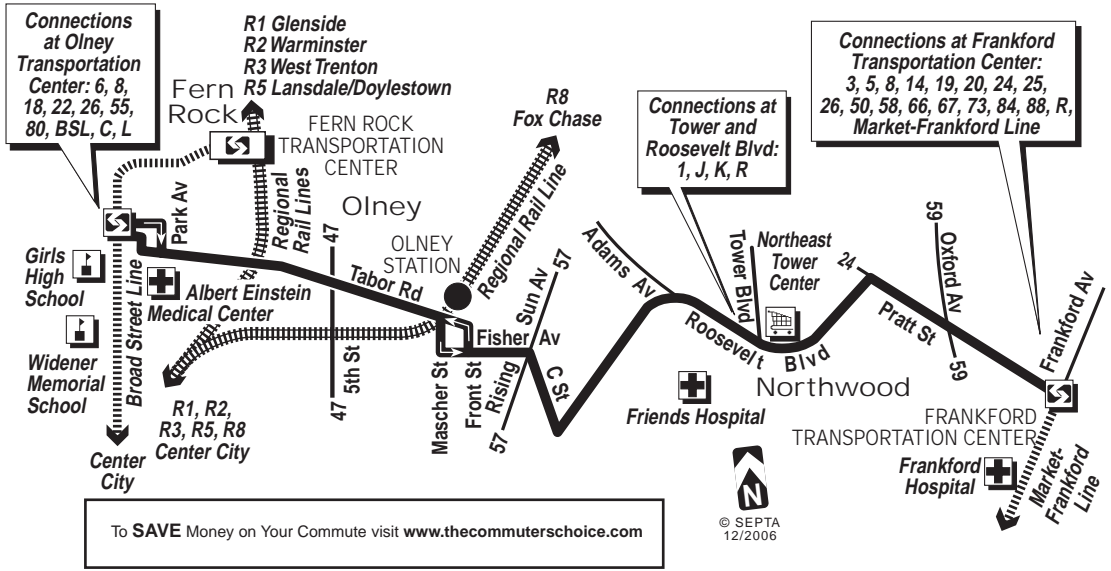 Connections
at Olney
Transportation
Center: 6, 8,
18, 22, 26, 55,
80, BSL, C, L
R1 Glenside
R2 Warminster
R3 West Trenton
R5 Lansdale/Doylestown
Fern
Rock
FERN ROCK
TRANSPORTATION
CENTER
R8
Fox Chase
Connections at
Tower and
Roosevelt Blvd:
1, J, K, R
Connections at Frankford
Transportation Center:
3, 5, 8, 14, 19, 20, 24, 25,
26, 50, 58, 66, 67, 73, 84, 88, R,
Market-Frankford Line
Park Av
Regional
Rail Lines
Olney
47
OLNEY
STATION
Regional Rail Line
57
Sun Av
Adams Av
Tower Blvd
Northeast
Tower
Center
24
59
Oxford Av
Frankford Av
Girls
High
School
Broad Street Line
Albert Einstein
Medical Center
Tabor Rd
Fisher Av
Roosevelt Blvd
Pratt St
59
Widener
Memorial
School
5th St
47
Mascher St
Front St
Rising
57
C St
Northwood
Friends Hospital
FRANKFORD
TRANSPORTATION CENTER
R1, R2,
R3, R5, R8
Center City
Center
City
Frankford
Hospital
Market-
Frankford
Line
N
© SEPTA
12/2006
To SAVE Money on Your Commute visit www.thecommuterschoice.com